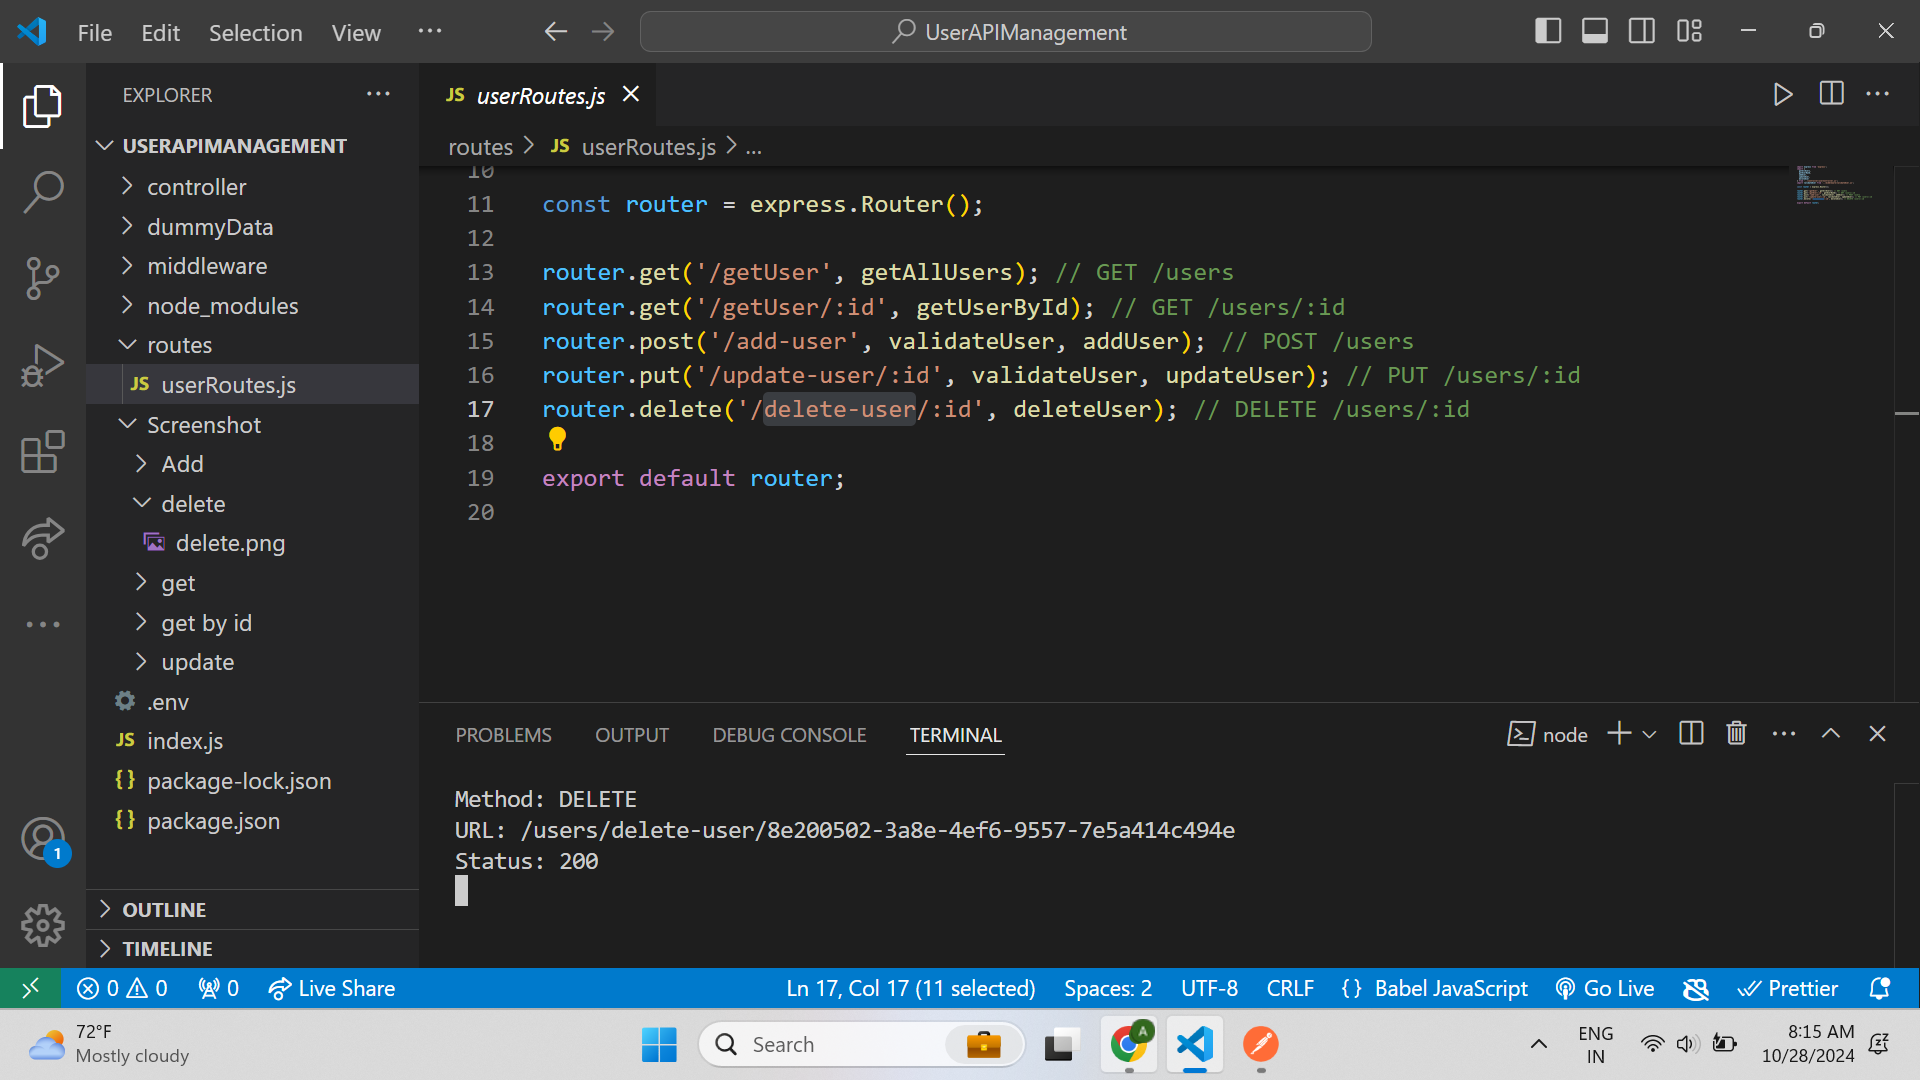 File Edit Selection View ···
UserAPIManagement
EXPLORER
USERAPIMANAGEMENT
controller
dummyData
middleware
node_modules
routes
JS userRoutes.js
Screenshot
Add
delete
delete.png
get
get by id
update
.env
JS index.js
{} package-lock.json
{} package.json
OUTLINE
TIMELINE
1
JS userRoutes.js
routes > JS userRoutes.js > ...
10
11 const router = express.Router();
12
13 router.get('/getUser', getAllUsers); // GET /users
14 router.get('/getUser/:id', getUserById); // GET /users/:id
15 router.post('/add-user', validateUser, addUser); // POST /users
16 router.put('/update-user/:id', validateUser, updateUser); // PUT /users/:id
17 router.delete('/delete-user/:id', deleteUser); // DELETE /users/:id
18
19 export default router;
20
PROBLEMS OUTPUT DEBUG CONSOLE TERMINAL
node
Method: DELETE
URL: /users/delete-user/8e200502-3a8e-4ef6-9557-7e5a414c494e
Status: 200
0 0 0 Live Share Ln 17, Col 17 (11 selected) Spaces: 2 UTF-8 CRLF {} Babel JavaScript Go Live Prettier
72°F
Mostly cloudy
Search
A
ENG
IN
8:15 AM
10/28/2024